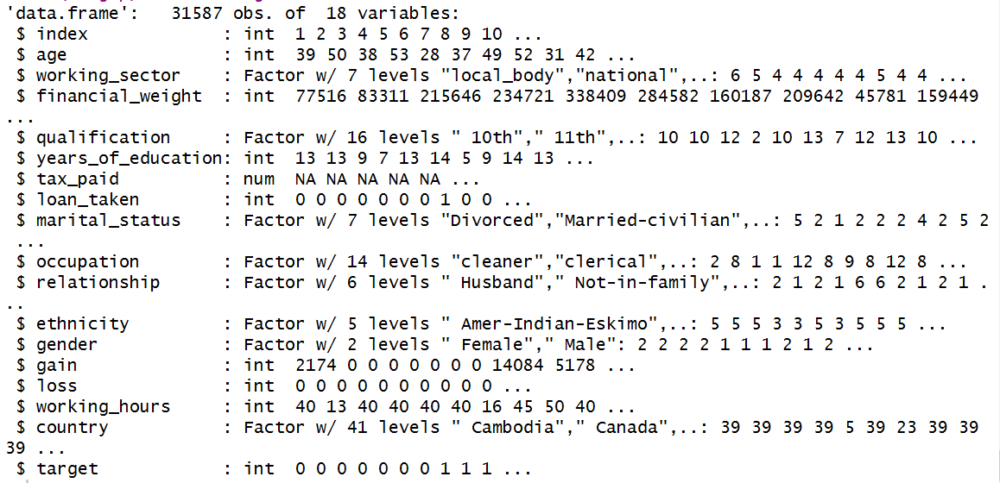 'data.frame':   31587 obs. of  18 variables:
 $ index             : int  1 2 3 4 5 6 7 8 9 10 ...
 $ age               : int  39 50 38 53 28 37 49 52 31 42 ...
 $ working_sector    : Factor w/ 7 levels "local_body","national",..: 6 5 4 4 4 4 4 5 4 4 ...
 $ financial_weight  : int  77516 83311 215646 234721 338409 284582 160187 209642 45781 159449
...
 $ qualification     : Factor w/ 16 levels " 10th"," 11th",..: 10 10 12 2 10 13 7 12 13 10 ...
 $ years_of_education: int  13 13 9 7 13 14 5 9 14 13 ...
 $ tax_paid          : num  NA NA NA NA NA ...
 $ loan_taken        : int  0 0 0 0 0 0 0 1 0 0 ...
 $ marital_status    : Factor w/ 7 levels "Divorced","Married-civilian",..: 5 2 1 2 2 2 4 2 5 2
 ...
 $ occupation        : Factor w/ 14 levels "cleaner","clerical",..: 2 8 1 1 12 8 9 8 12 8 ...
 $ relationship      : Factor w/ 6 levels " Husband"," Not-in-family",..: 2 1 2 1 6 6 2 1 2 1 .
..
 $ ethnicity         : Factor w/ 5 levels " Amer-Indian-Eskimo",..: 5 5 5 3 3 5 3 5 5 5 ...
 $ gender            : Factor w/ 2 levels " Female"," Male": 2 2 2 2 1 1 1 2 1 2 ...
 $ gain              : int  2174 0 0 0 0 0 0 0 14084 5178 ...
 $ loss              : int  0 0 0 0 0 0 0 0 0 0 ...
 $ working_hours     : int  40 13 40 40 40 40 16 45 50 40 ...
 $ country           : Factor w/ 41 levels " Cambodia"," Canada",..: 39 39 39 39 5 39 23 39 39
39 ...
 $ target            : int  0 0 0 0 0 0 0 1 1 1 ...